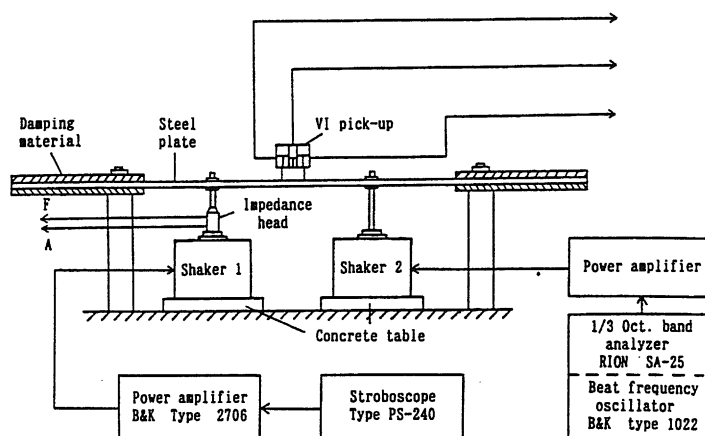 VI pick-up
Damping
material
Steel
plate
F
A
Impedance
head
Shaker 1
Shaker 2
Power amplifier
Concrete table
1/3 Oct. band
analyzer
RION SA-25
Beat frequency
oscillator
B&K type 1022
Power amplifier
B&K Type 2706
Stroboscope
Type PS-240